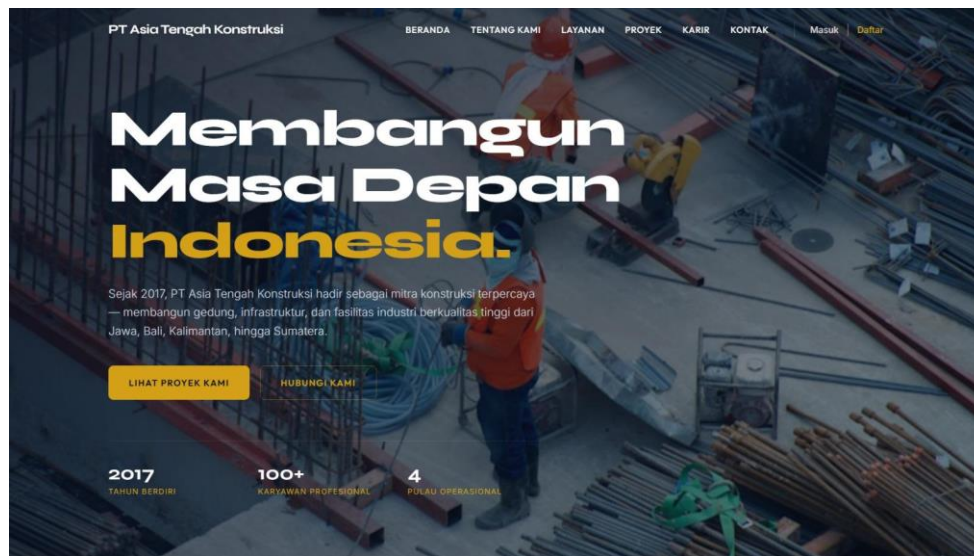 PT Asia Tengah Konstruksi
BERANDA TENTANG KAMI LAYANAN PROYEK KARIR KONTAK Masuk | Daftar
Membangun
Masa Depan
Indonesia.
Sejak 2017, PT Asia Tengah Konstruksi hadir sebagai mitra konstruksi terpercaya
— membangun gedung, infrastruktur, dan fasilitas industri berkualitas tinggi dari
Jawa, Bali, Kalimantan, hingga Sumatera.
LIHAT PROYEK KAMI HUBUNGI KAMI
2017 100+ 4
TAHUN BERDIRI KARYAWAN PROFESIONAL PULAU OPERASIONAL